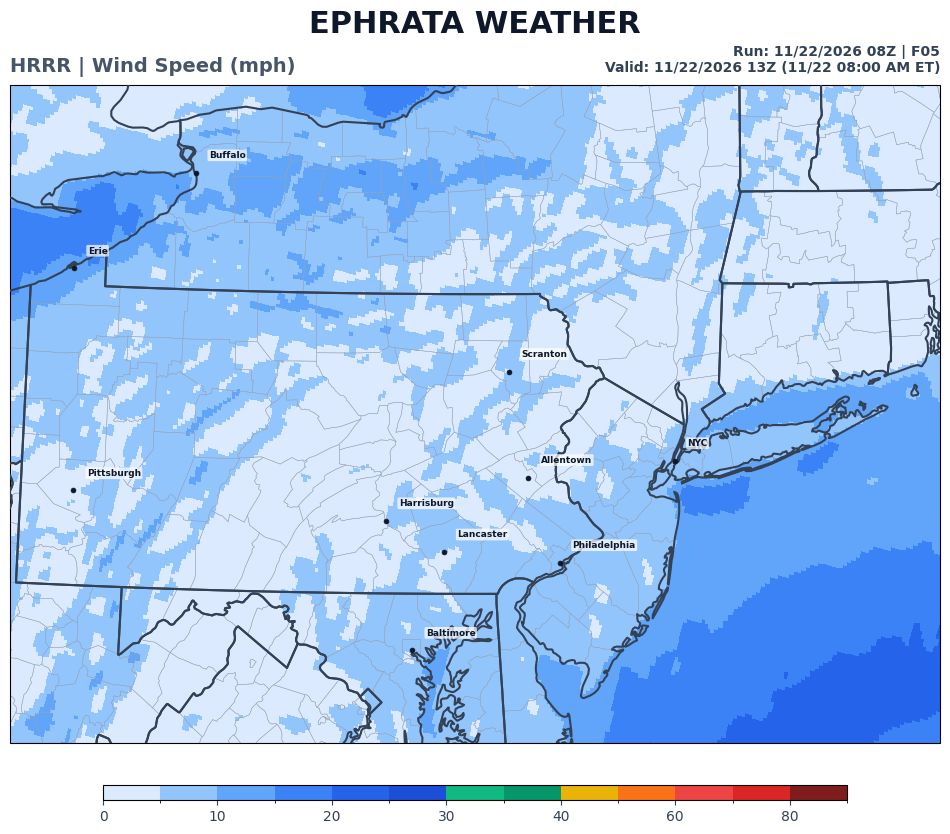 EPHRATA WEATHER
HRRR | Wind Speed (mph)
Run: 11/22/2026 08Z | F05
Valid: 11/22/2026 13Z (11/22 08:00 AM ET)
Buffalo
Erie
Scranton
NYC
Allentown
Pittsburgh
Harrisburg
Lancaster
Philadelphia
Baltimore
0 10 20 30 40 60 80